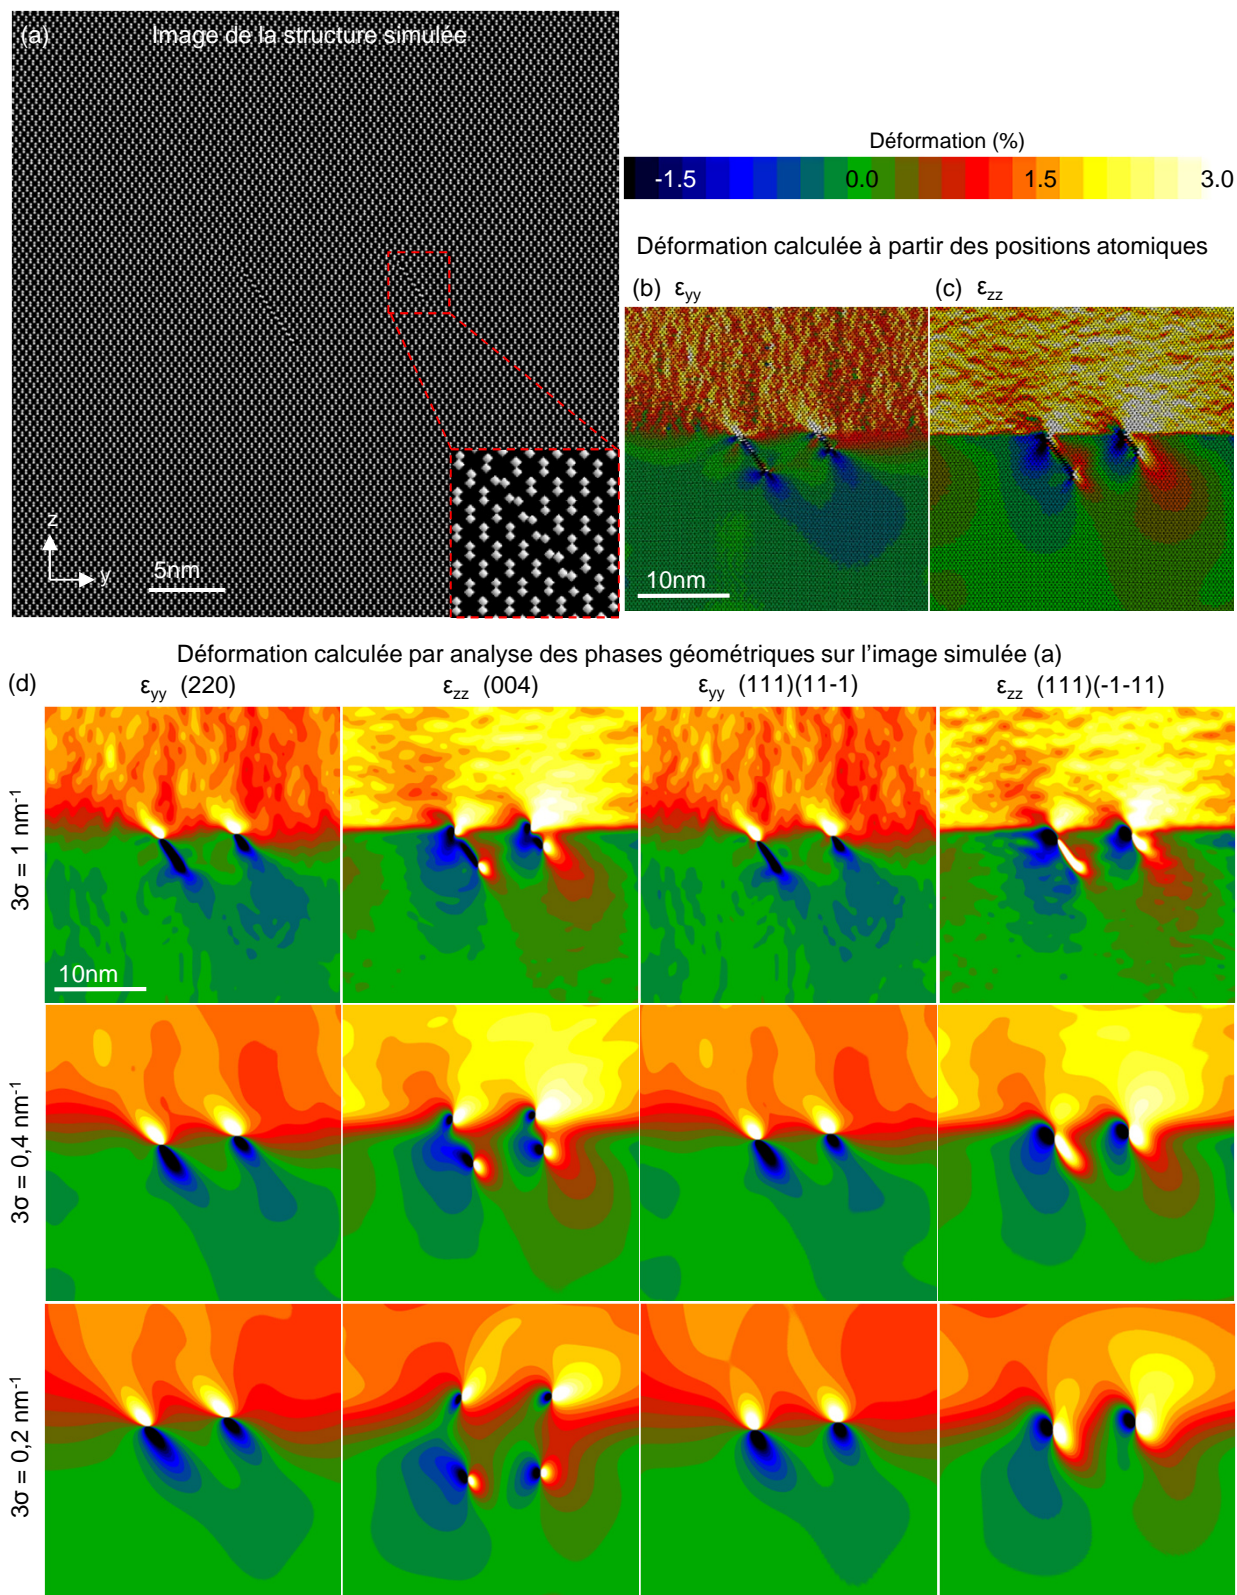 (a) Image de la structure simulée
z
y
5nm
Déformation (%)
-1.5 0.0 1.5 3.0
Déformation calculée à partir des positions atomiques
(b) εyy (c) εzz
10nm
Déformation calculée par analyse des phases géométriques sur l'image simulée (a)
(d) εyy (220) εzz (004) εyy (111)(11-1) εzz (111)(-1-11)
3σ = 1 nm-1
10nm
3σ = 0,4 nm-1
3σ = 0,2 nm-1